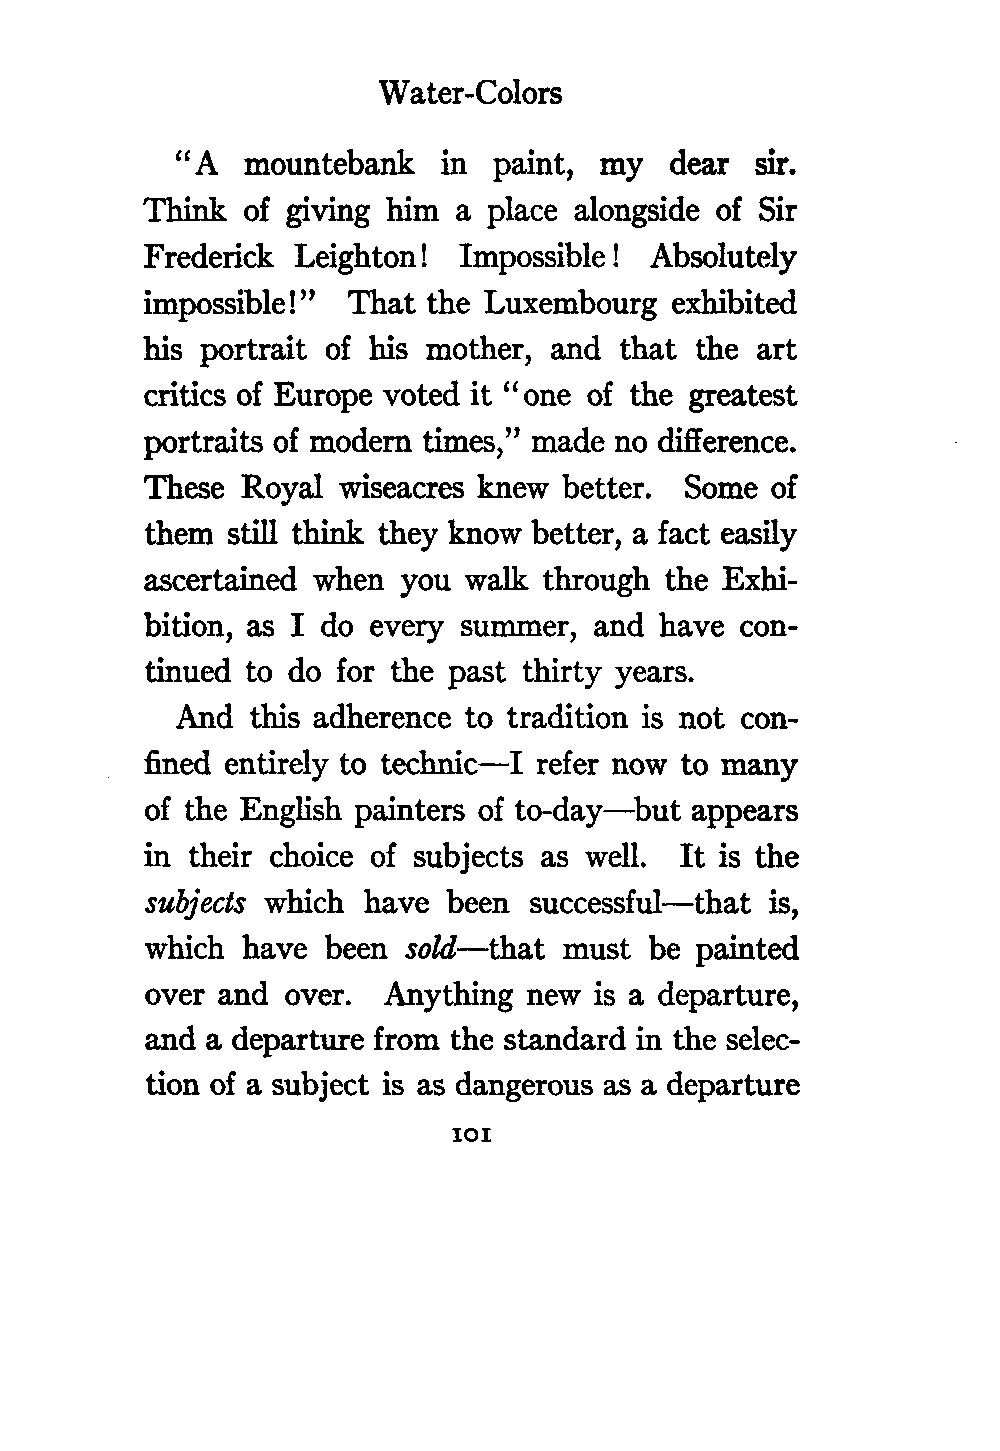 Water-Colors
"A mountebank in paint, my dear sir.
Think of giving him a place alongside of Sir
Frederick Leighton! Impossible! Absolutely
impossible!" That the Luxembourg exhibited
his portrait of his mother, and that the art
critics of Europe voted it "one of the greatest
portraits of modern times," made no difference.
These Royal wiseacres knew better. Some of
them still think they know better, a fact easily
ascertained when you walk through the Exhi-
bition, as I do every summer, and have con-
tinued to do for the past thirty years.
And this adherence to tradition is not con-
fined entirely to technic—I refer now to many
of the English painters of to-day—but appears
in their choice of subjects as well. It is the
subjects which have been successful—that is,
which have been sold—that must be painted
over and over. Anything new is a departure,
and a departure from the standard in the selec-
tion of a subject is as dangerous as a departure
101